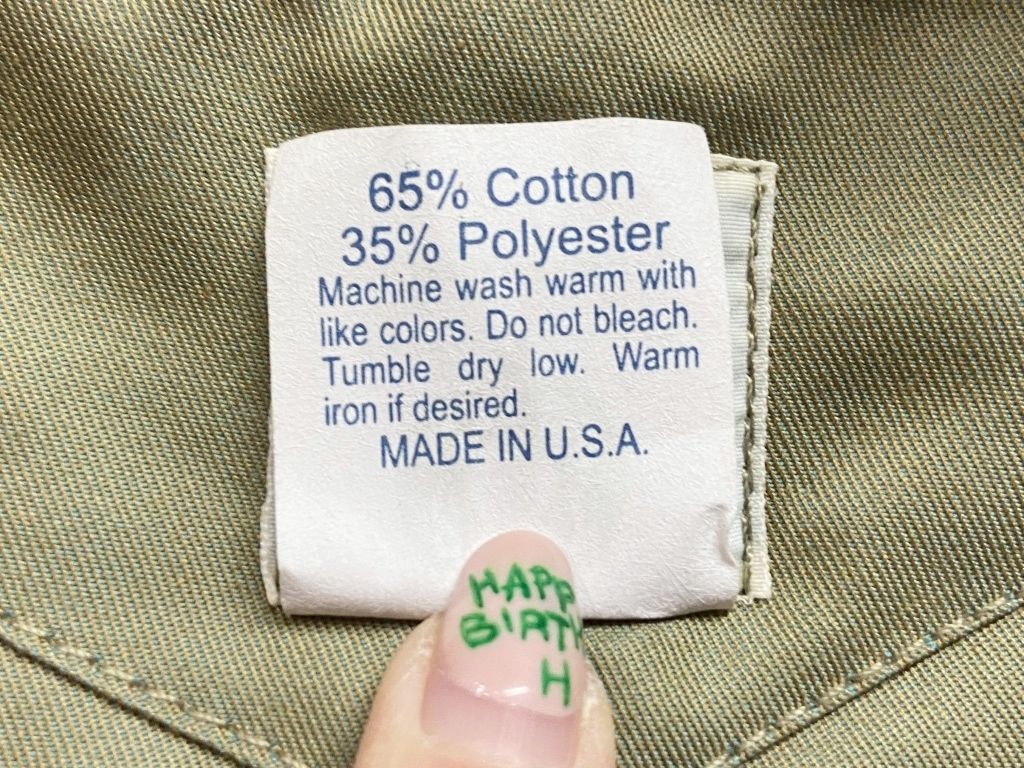 65% Cotton
35% Polyester
Machine wash warm with
like colors. Do not bleach.
Tumble dry low. Warm
iron if desired.
MADE IN U.S.A.
HAPP
BIRTH
H